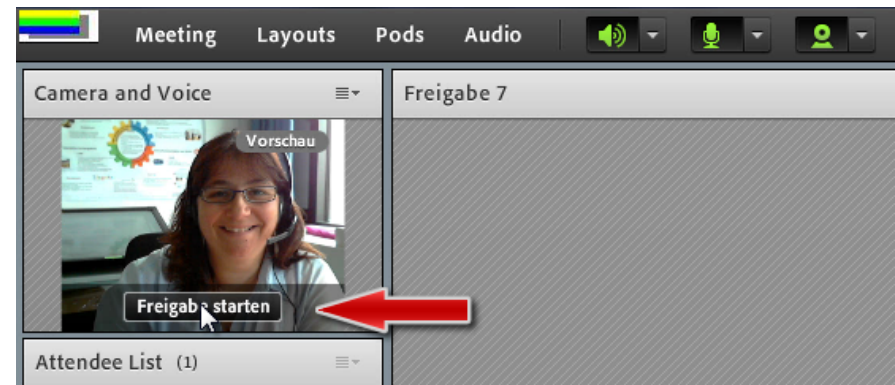 Meeting Layouts Pods Audio
Camera and Voice
Freigabe 7
Vorschau
Freigabe starten
Attendee List (1)